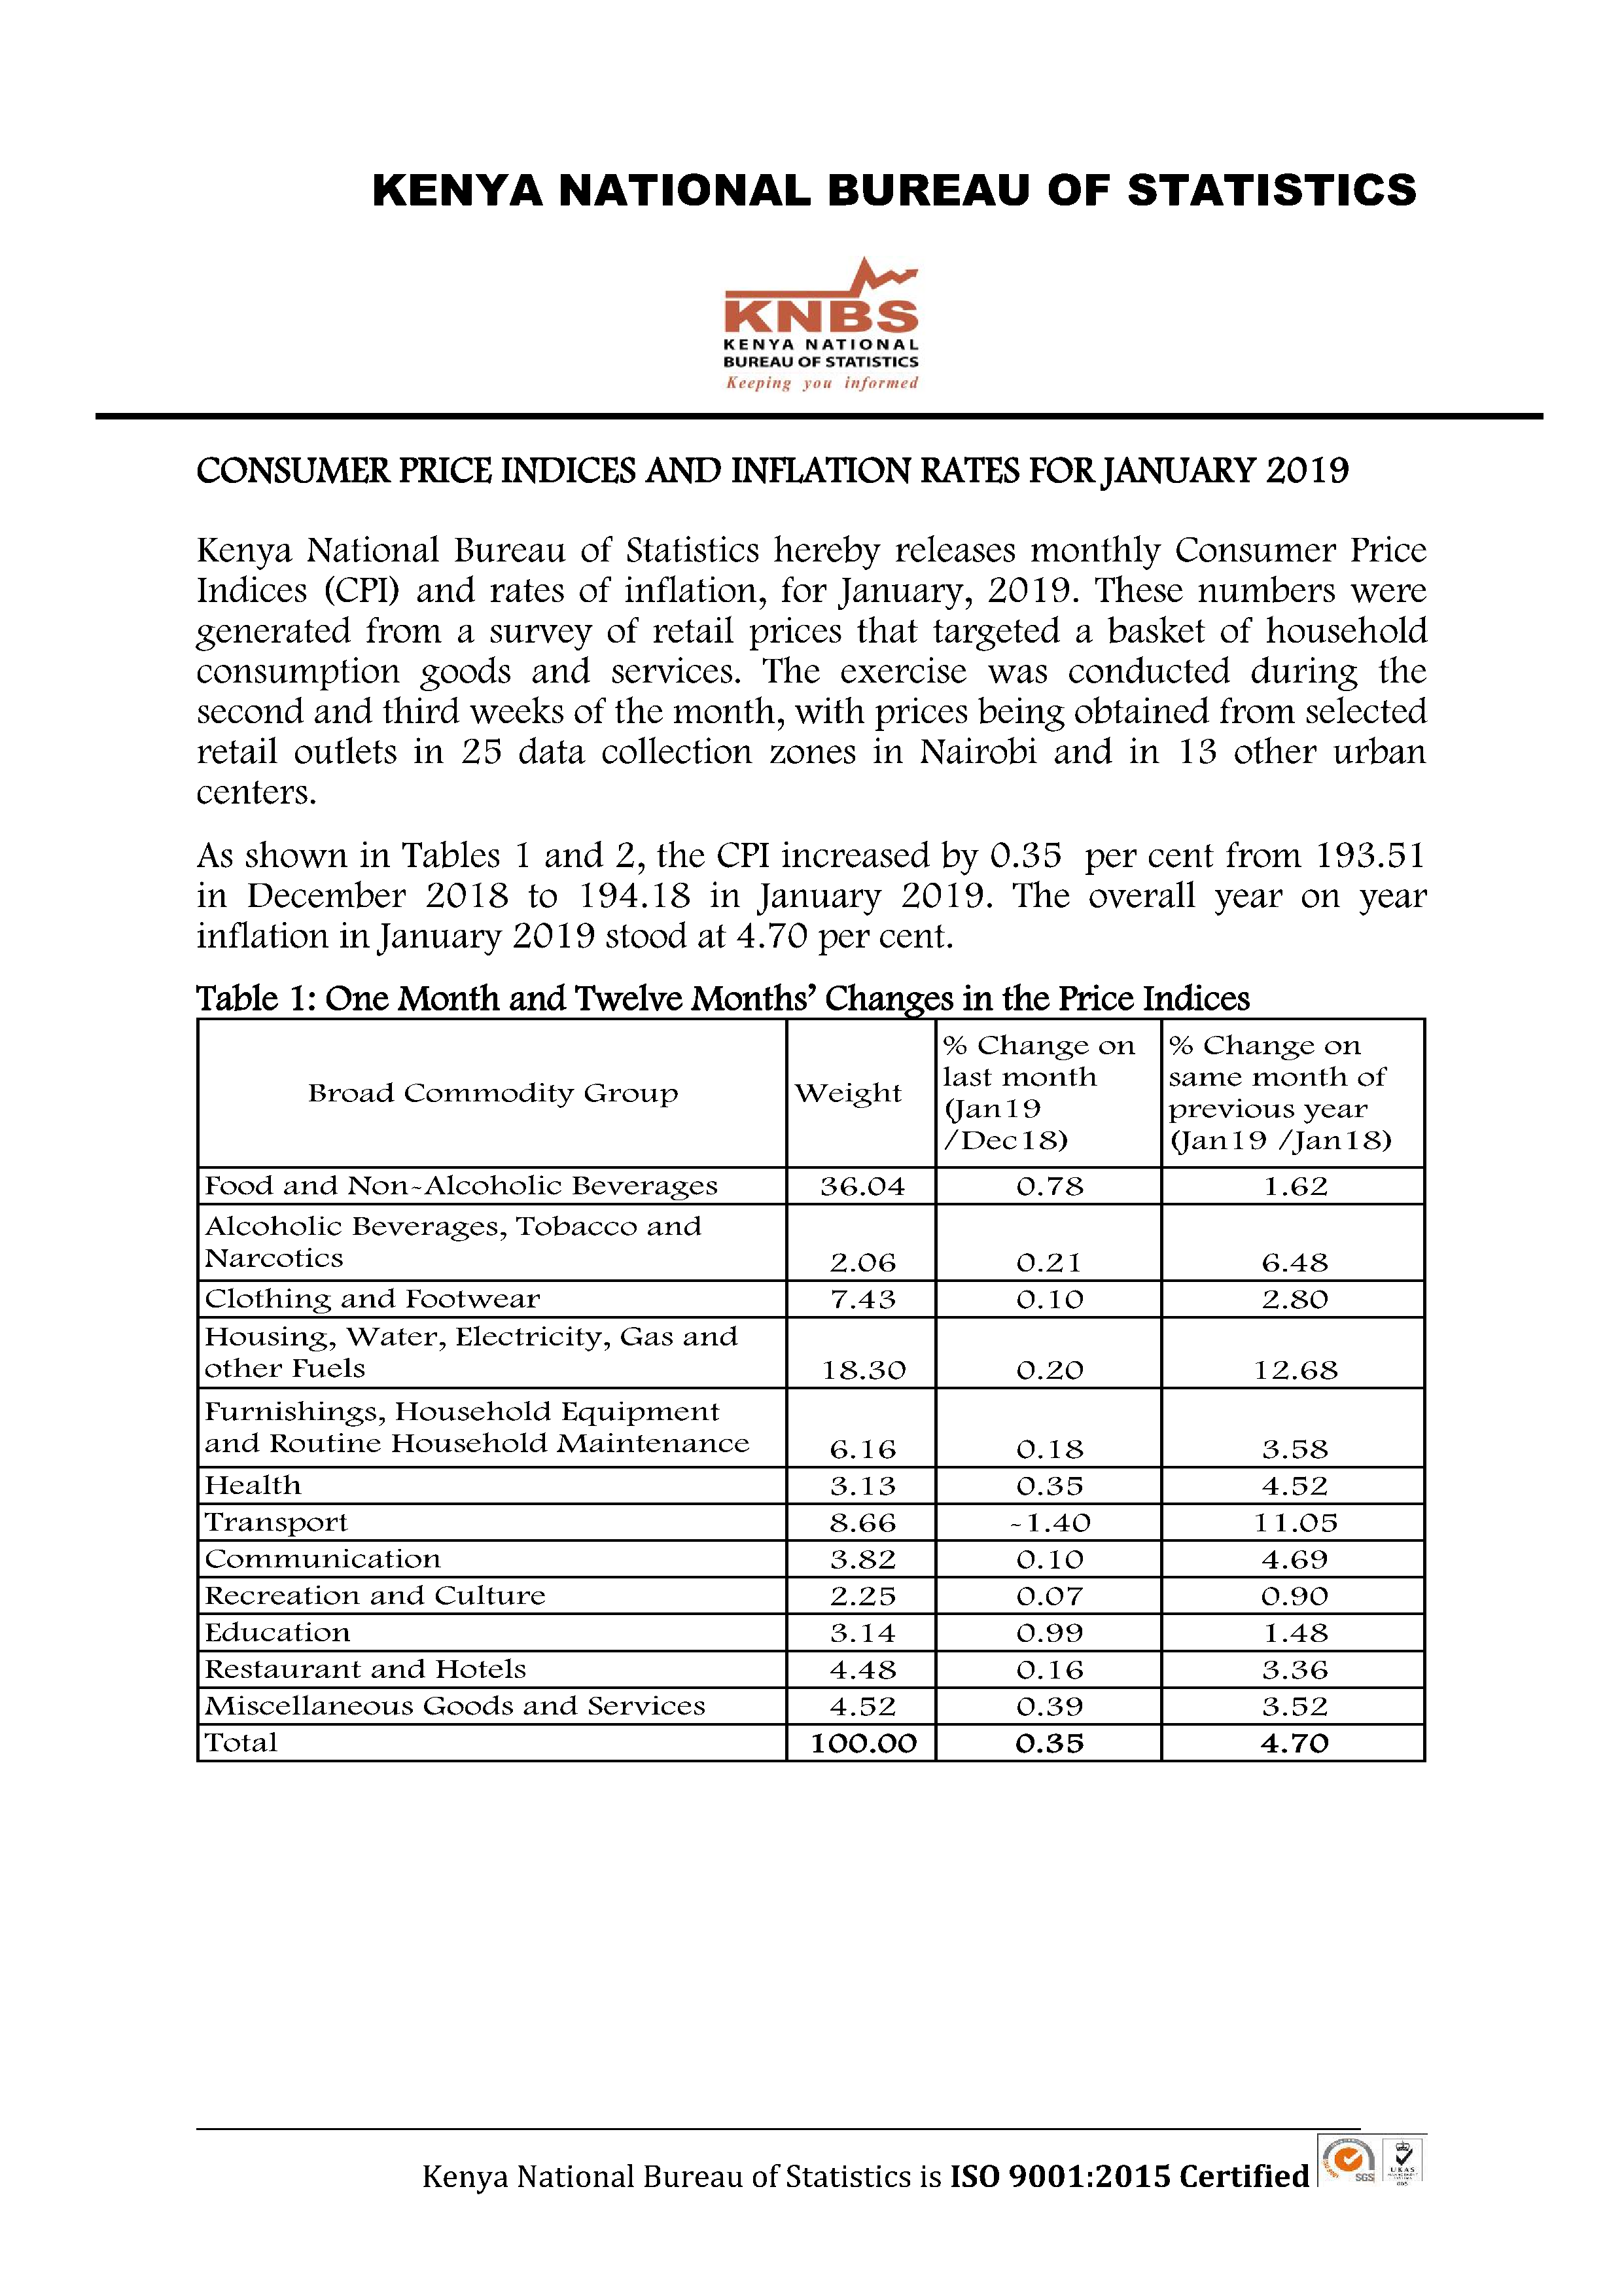 KENYA NATIONAL BUREAU OF STATISTICS
KNBS
KENYA NATIONAL
BUREAU OF STATISTICS
Keeping you informed
CONSUMER PRICE INDICES AND INFLATION RATES FOR JANUARY 2019
Kenya National Bureau of Statistics hereby releases monthly Consumer Price
Indices (CPI) and rates of inflation, for January, 2019. These numbers were
generated from a survey of retail prices that targeted a basket of household
consumption goods and services. The exercise was conducted during the
second and third weeks of the month, with prices being obtained from selected
retail outlets in 25 data collection zones in Nairobi and in 13 other urban
centers.
As shown in Tables 1 and 2, the CPI increased by 0.35 per cent from 193.51
in December 2018 to 194.18 in January 2019. The overall year on year
inflation in January 2019 stood at 4.70 per cent.
Table 1: One Month and Twelve Months' Changes in the Price Indices
Broad Commodity Group
Weight
% Change on
last month
(Jan19
/Dec18)
% Change on
same month of
previous year
(Jan19 /Jan18)
Food and Non-Alcoholic Beverages 36.04 0.78 1.62
Alcoholic Beverages, Tobacco and
Narcotics 2.06 0.21 6.48
Clothing and Footwear 7.43 0.10 2.80
Housing, Water, Electricity, Gas and
other Fuels 18.30 0.20 12.68
Furnishings, Household Equipment
and Routine Household Maintenance 6.16 0.18 3.58
Health 3.13 0.35 4.52
Transport 8.66 -1.40 11.05
Communication 3.82 0.10 4.69
Recreation and Culture 2.25 0.07 0.90
Education 3.14 0.99 1.48
Restaurant and Hotels 4.48 0.16 3.36
Miscellaneous Goods and Services 4.52 0.39 3.52
Total 100.00 0.35 4.70
Kenya National Bureau of Statistics is ISO 9001:2015 Certified
SGS
UKAS